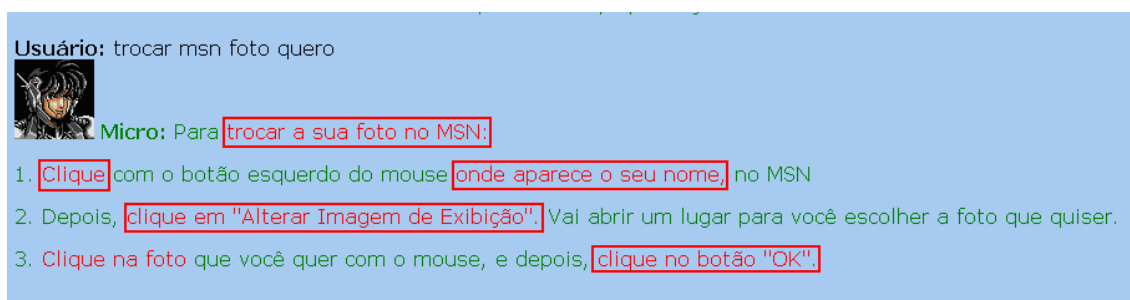 Usuário: trocar msn foto quero
Micro: Para trocar a sua foto no MSN:
1. Clique com o botão esquerdo do mouse onde aparece o seu nome, no MSN
2. Depois, clique em "Alterar Imagem de Exibição". Vai abrir um lugar para você escolher a foto que quiser.
3. Clique na foto que você quer com o mouse, e depois, clique no botão "OK".